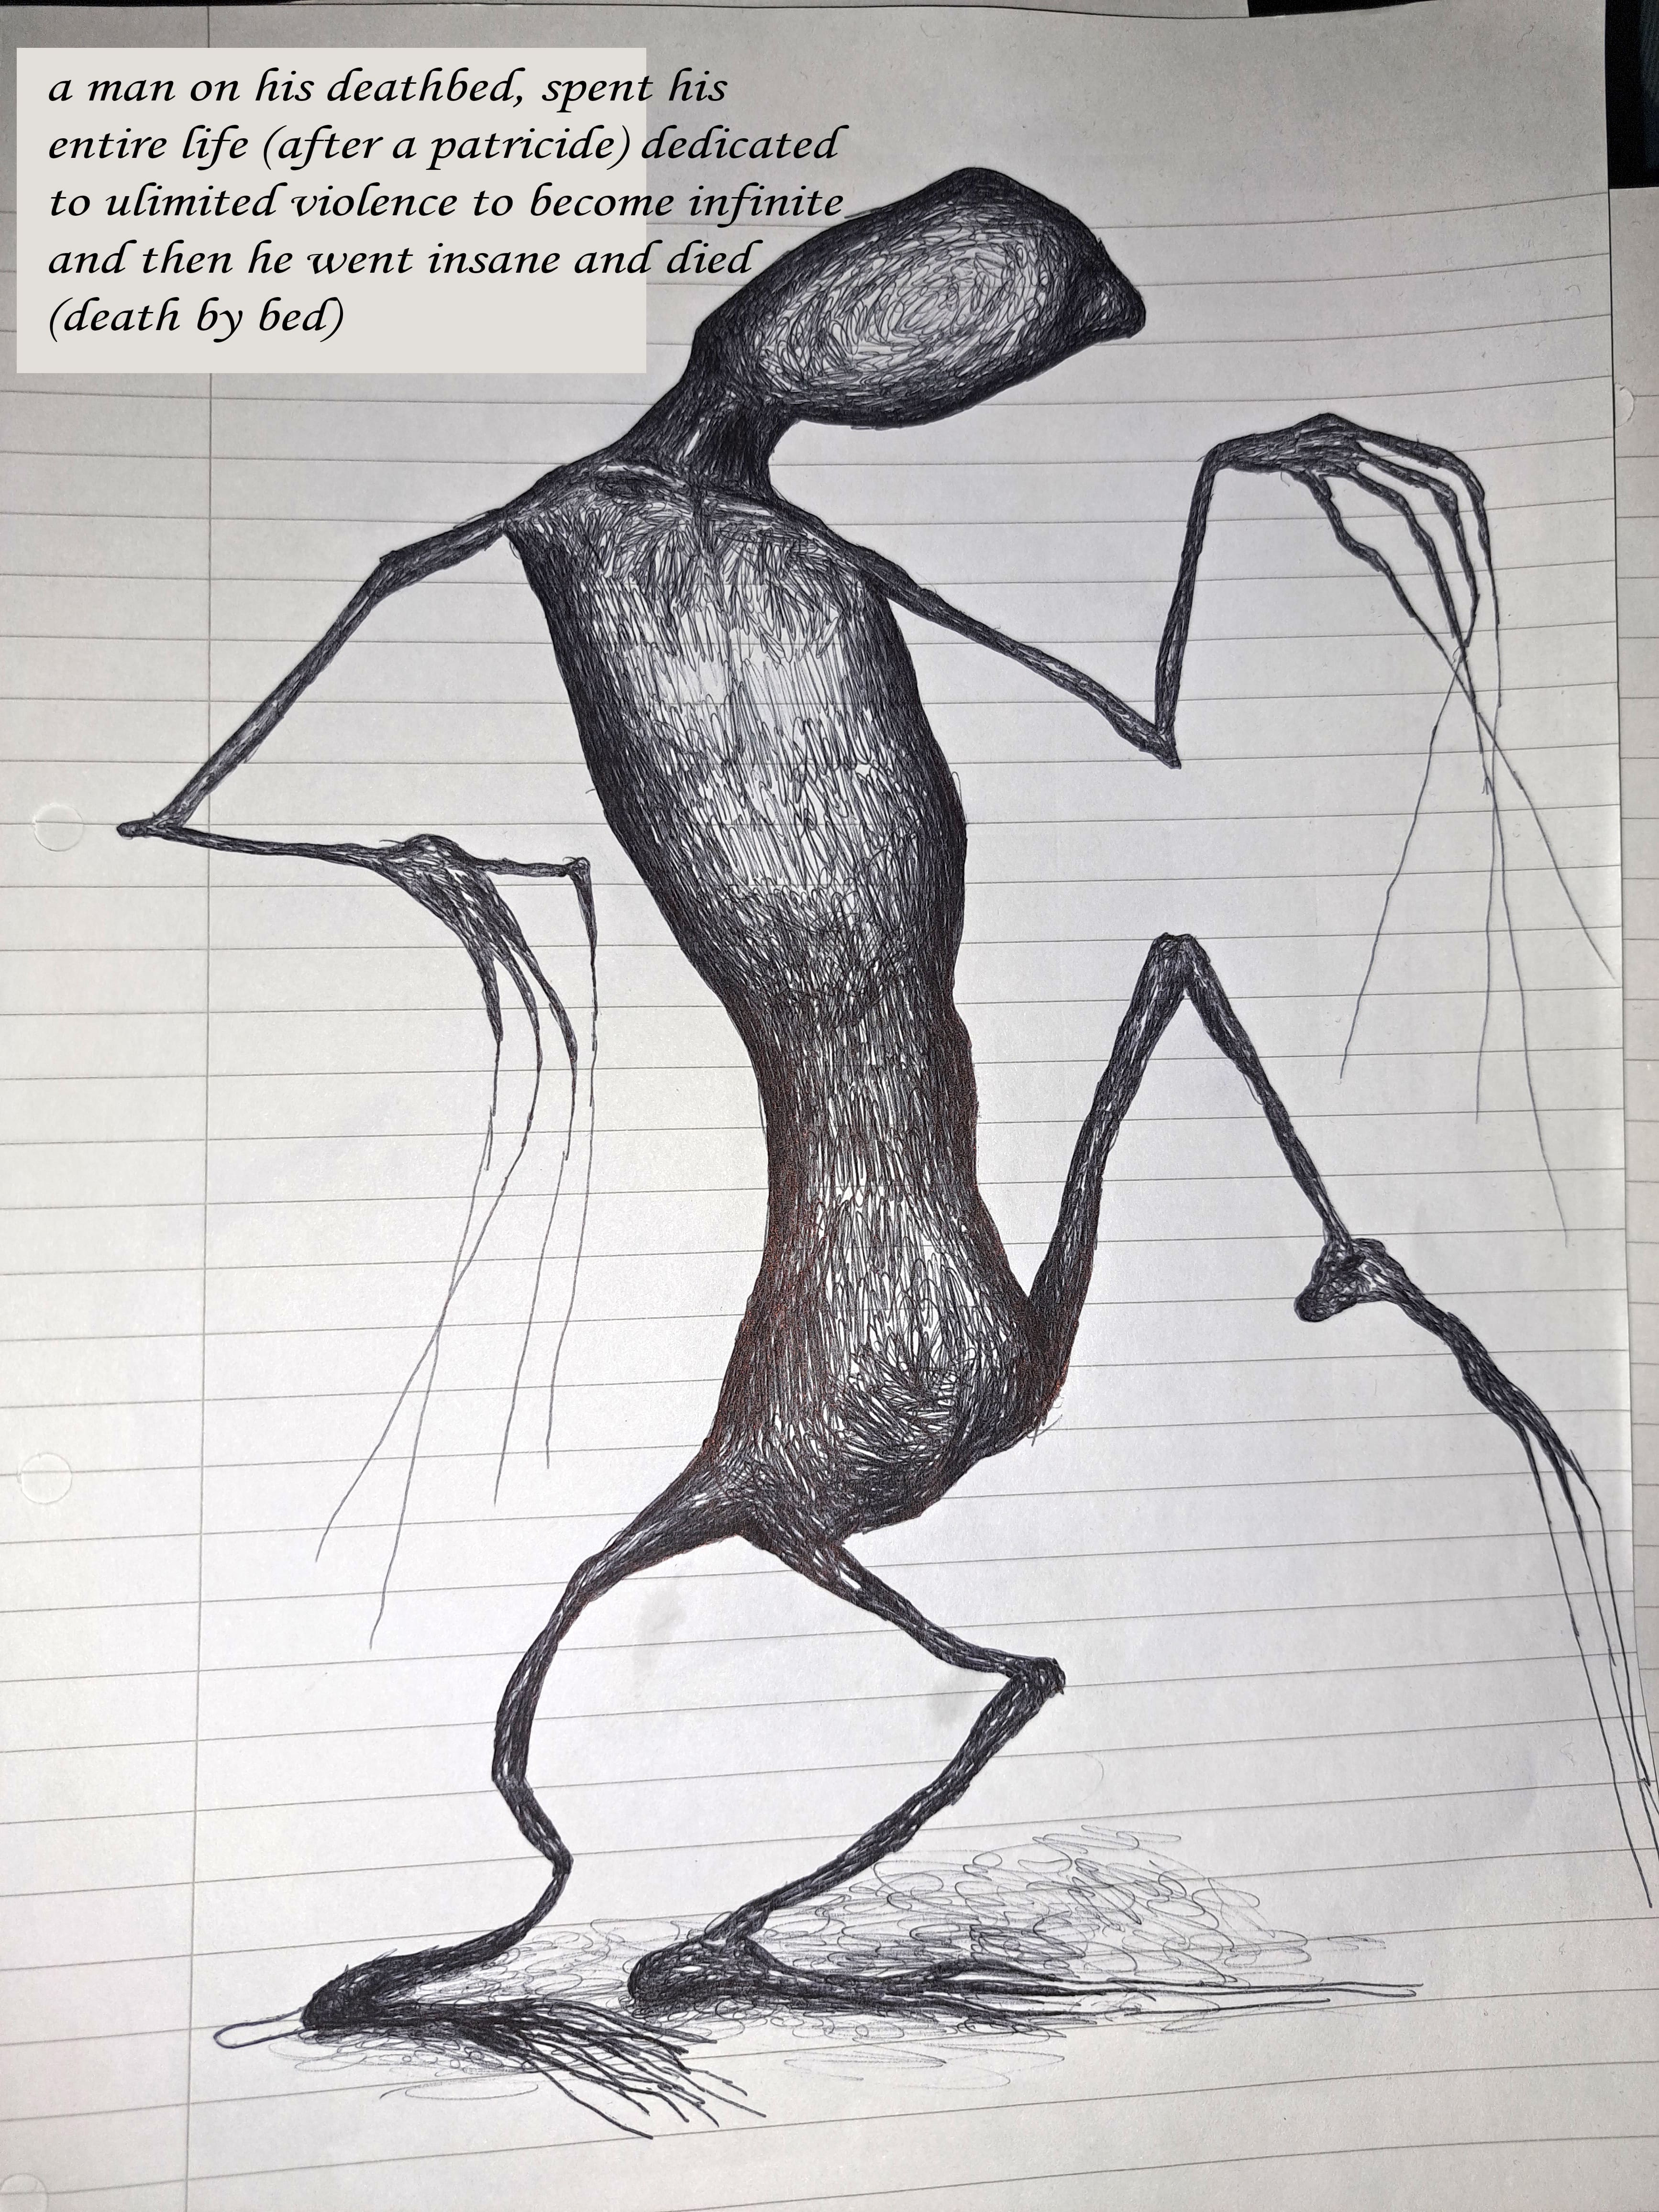 a man on his deathbed, spent his
entire life (after a patricide) dedicated
to ulimited violence to become infinite
and then he went insane and died
(death by bed)